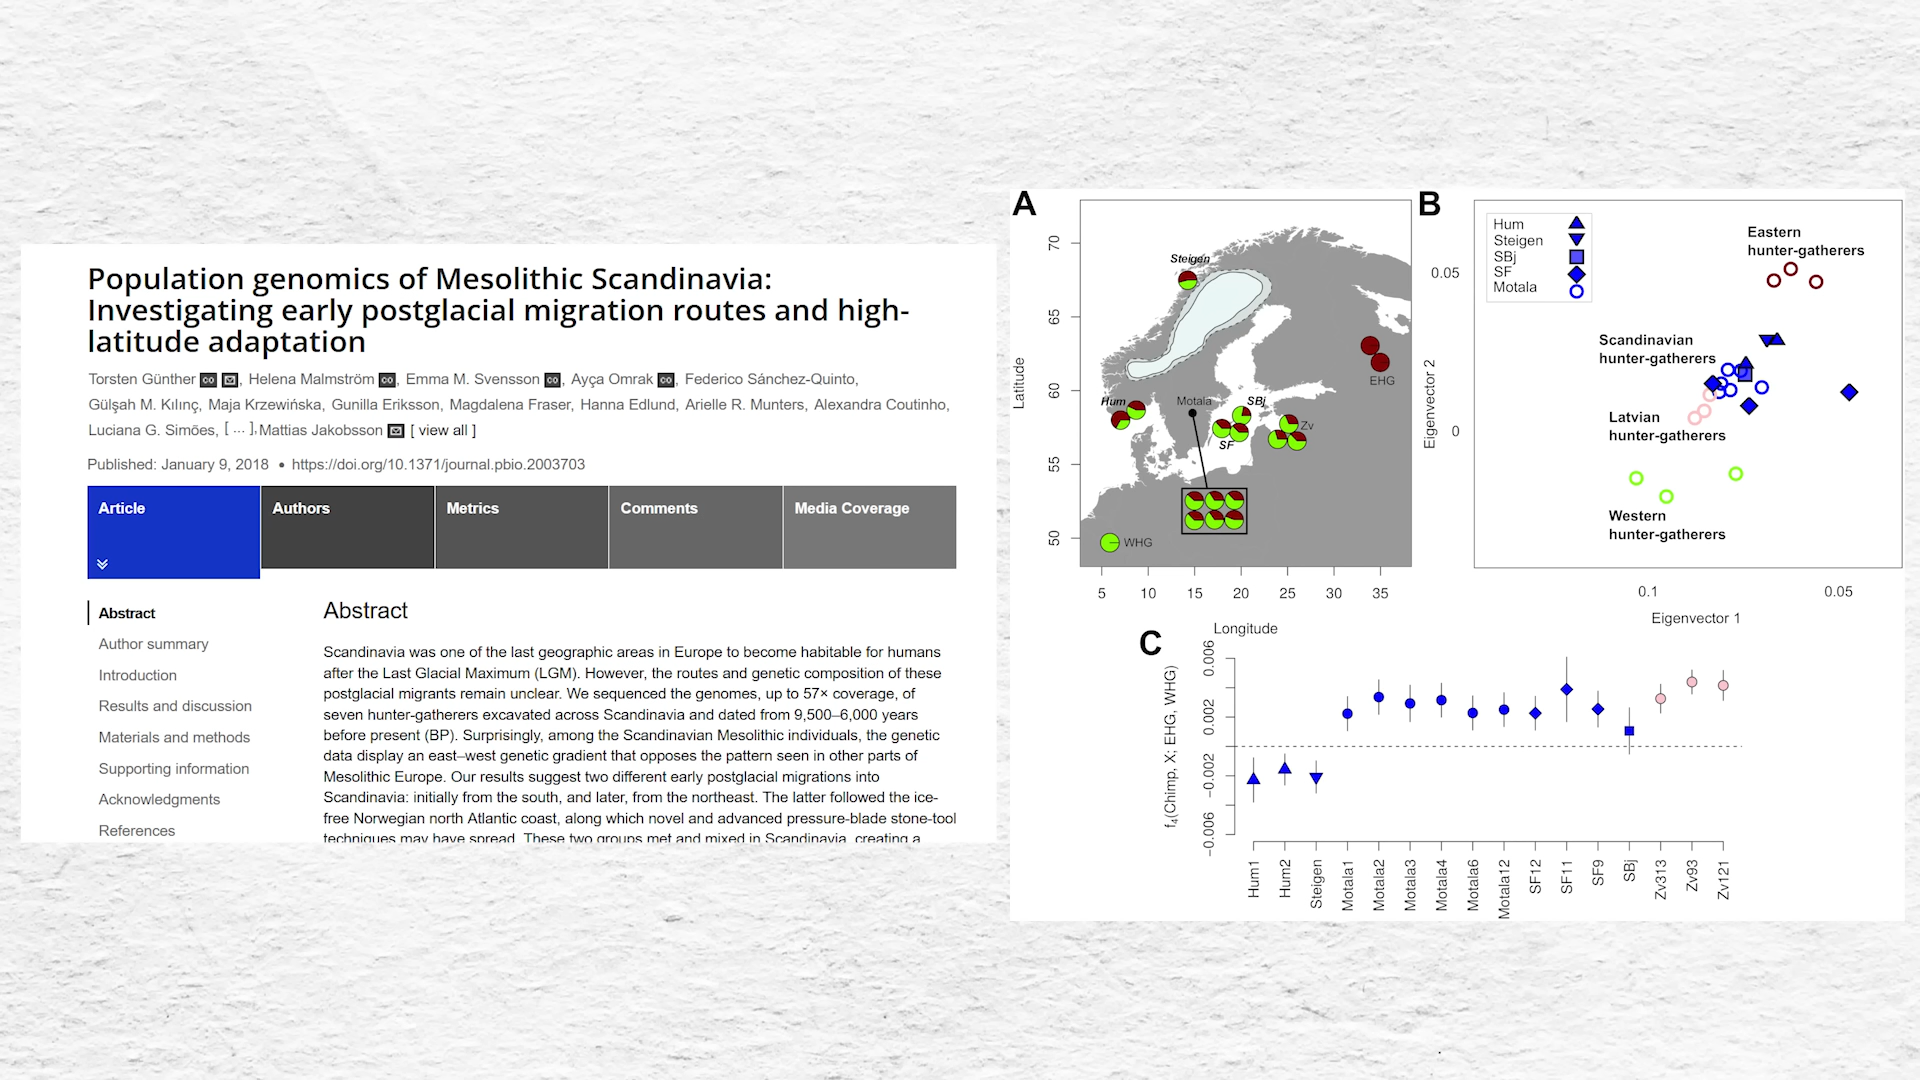 Population genomics of Mesolithic Scandinavia:
Investigating early postglacial migration routes and high-
latitude adaptation
Torsten Günther, Helena Malmström, Emma M. Svensson, Ayça Omrak, Federico Sánchez-Quinto,
Gülşah M. Kılınç, Maja Krzewińska, Gunilla Eriksson, Magdalena Fraser, Hanna Edlund, Arielle R. Munters, Alexandra Coutinho,
Luciana G. Simões, [ ... ], Mattias Jakobsson [ view all ]
Published: January 9, 2018 • https://doi.org/10.1371/journal.pbio.2003703
Article
Authors
Metrics
Comments
Media Coverage
Abstract
Author summary
Introduction
Results and discussion
Materials and methods
Supporting information
Acknowledgments
References
Abstract
Scandinavia was one of the last geographic areas in Europe to become habitable for humans
after the Last Glacial Maximum (LGM). However, the routes and genetic composition of these
postglacial migrants remain unclear. We sequenced the genomes, up to 57× coverage, of
seven hunter-gatherers excavated across Scandinavia and dated from 9,500–6,000 years
before present (BP). Surprisingly, among the Scandinavian Mesolithic individuals, the genetic
data display an east–west genetic gradient that opposes the pattern seen in other parts of
Mesolithic Europe. Our results suggest two different early postglacial migrations into
Scandinavia: initially from the south, and later, from the northeast. The latter followed the ice-
free Norwegian north Atlantic coast, along which novel and advanced pressure-blade stone-tool
techniques may have spread. These two groups met and mixed in Scandinavia, creating a
A
Latitude
70
65
60
55
50
Steigen
Hum
Motala
SBj
SF
Zv
EHG
WHG
5 10 15 20 25 30 35
Longitude
B
Hum
Steigen
SBj
SF
Motala
Eastern
hunter-gatherers
Scandinavian
hunter-gatherers
Latvian
hunter-gatherers
Western
hunter-gatherers
0.05
0
Eigenvector 2
0.1 0.05
Eigenvector 1
C
f4(Chimp, X; EHG, WHG)
0.006
0.002
−0.002
−0.006
Hum1
Hum2
Steigen
Motala1
Motala2
Motala3
Motala4
Motala6
Motala12
SF12
SF11
SF9
SBj
Zv313
Zv93
Zv121